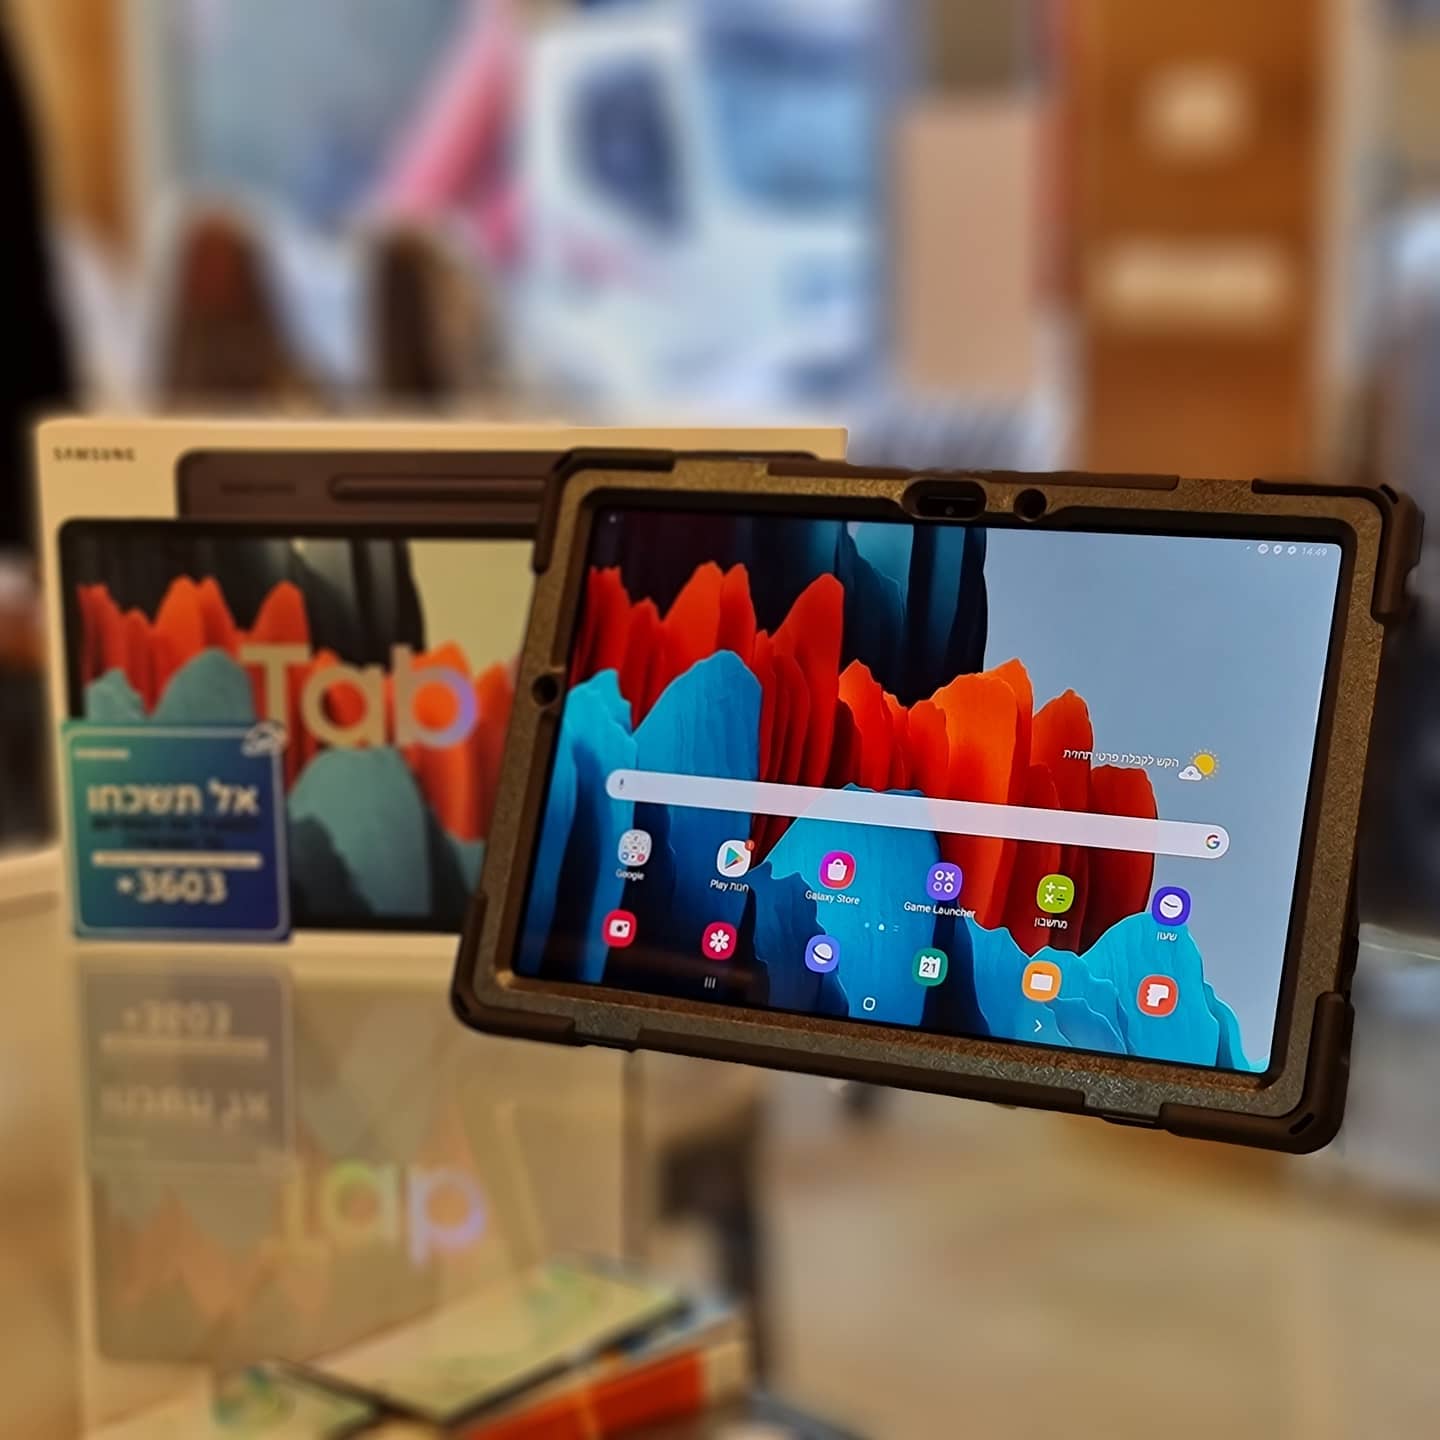 SAMSUNG
Tab
SAMSUNG
אל תשכחו
*3603
14:49
הקש לקבלת פרטי תחזית
Google
חנות Play
Galaxy Store
Game Launcher
מחשבון
שעון
21